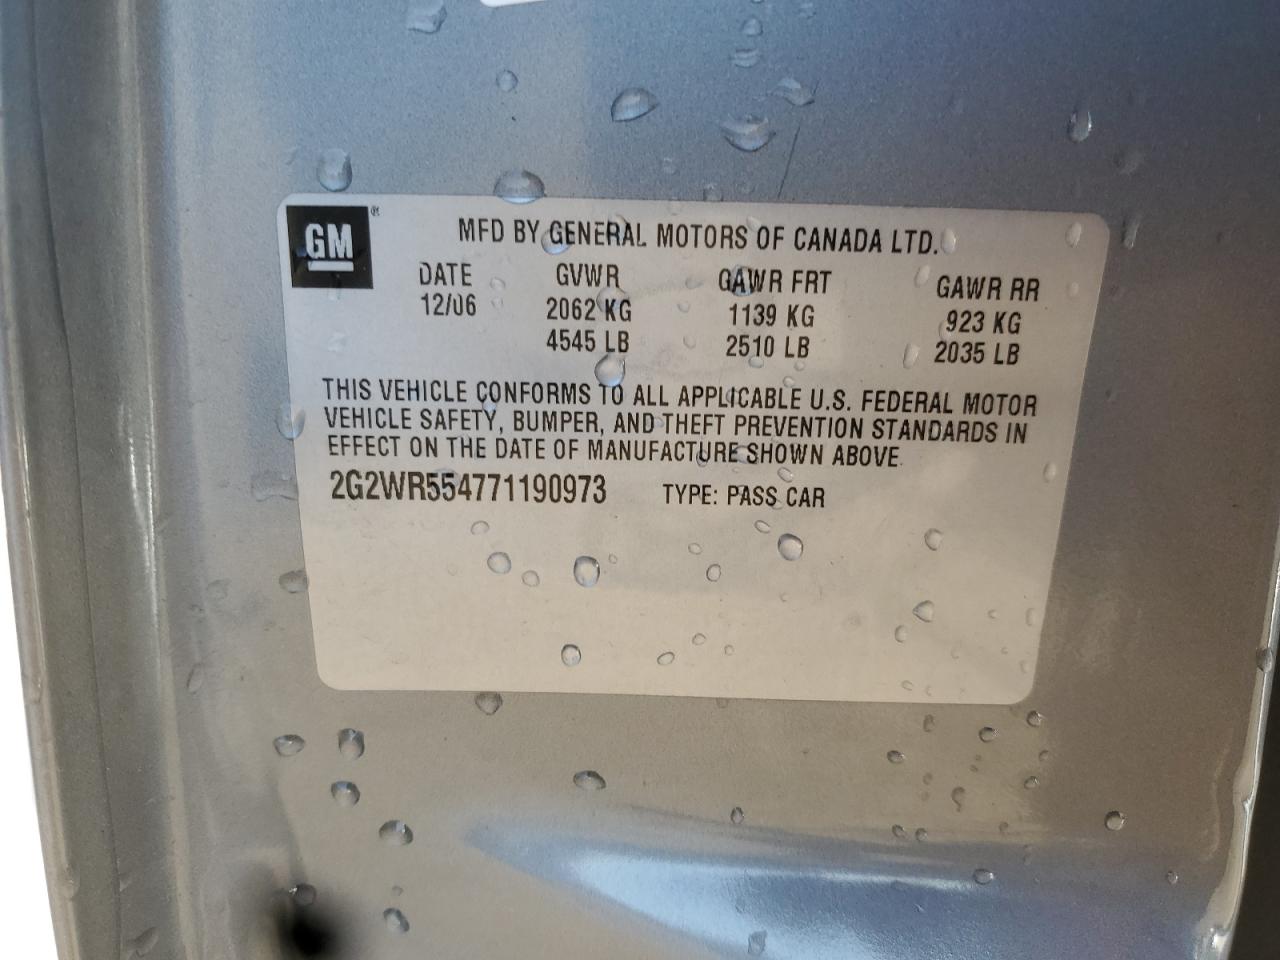 GM ®
MFD BY GENERAL MOTORS OF CANADA LTD.
DATE GVWR GAWR FRT GAWR RR
12/06 2062 KG 1139 KG 923 KG
4545 LB 2510 LB 2035 LB
THIS VEHICLE CONFORMS TO ALL APPLICABLE U.S. FEDERAL MOTOR
VEHICLE SAFETY, BUMPER, AND THEFT PREVENTION STANDARDS IN
EFFECT ON THE DATE OF MANUFACTURE SHOWN ABOVE.
2G2WR554771190973 TYPE: PASS CAR